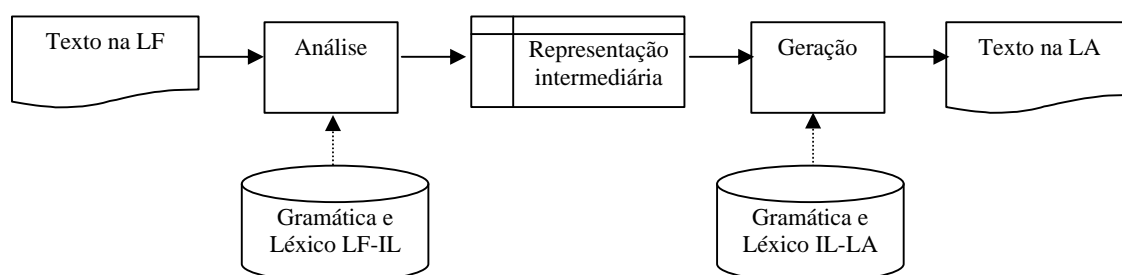 Texto na LF
Análise
Representação
intermediária
Geração
Texto na LA
Gramática e
Léxico LF-IL
Gramática e
Léxico IL-LA